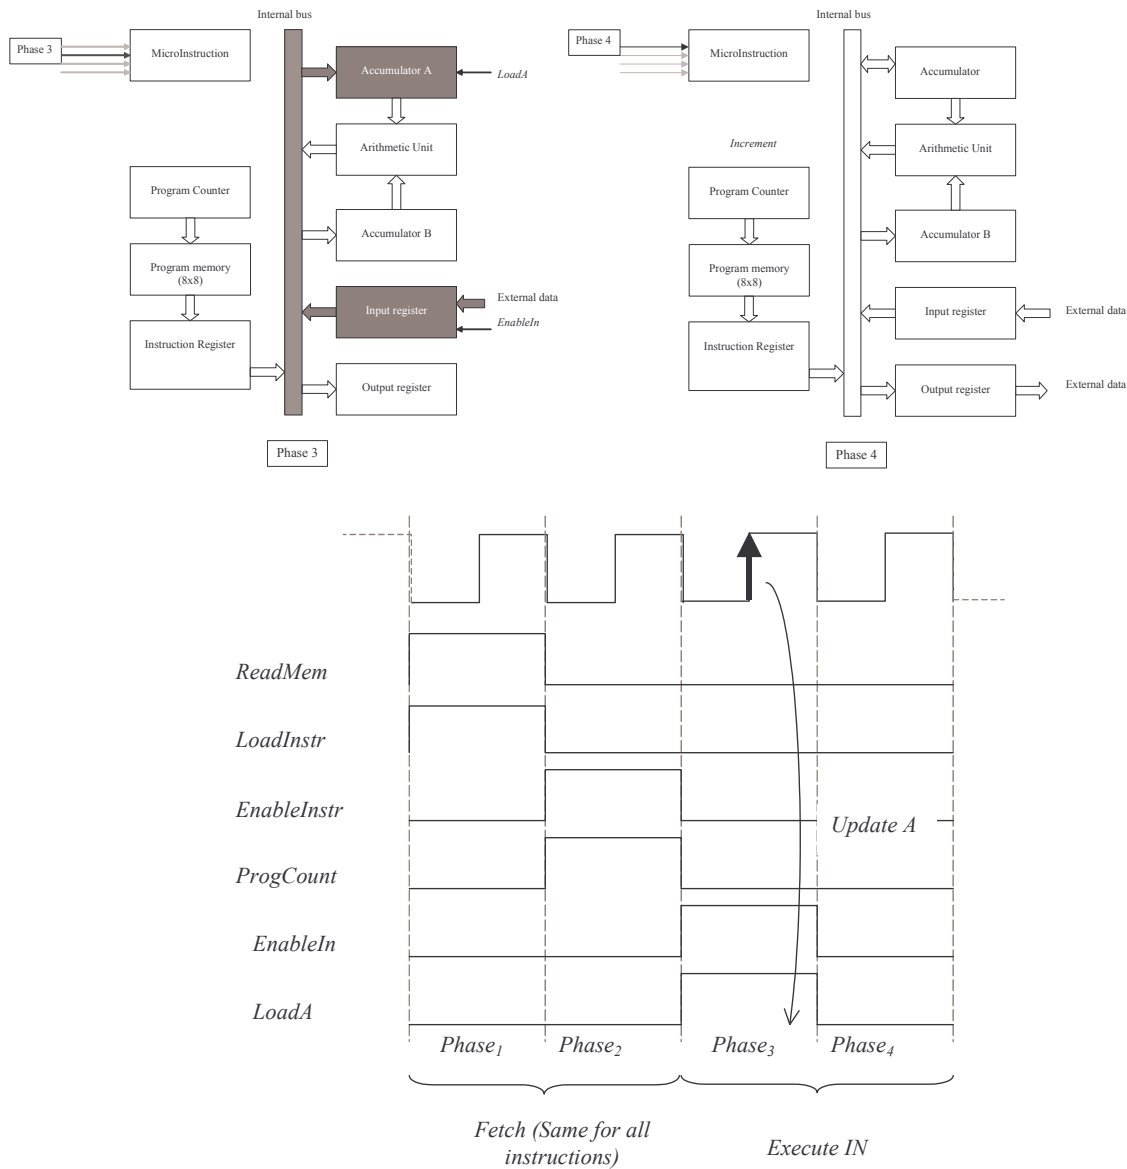 Internal bus
Phase 3
MicroInstruction
Accumulator A
LoadA
Arithmetic Unit
Program Counter
Accumulator B
Program memory
(8x8)
External data
Input register
EnableIn
Instruction Register
Output register
Phase 3
Internal bus
Phase 4
MicroInstruction
Accumulator
Increment
Arithmetic Unit
Program Counter
Accumulator B
Program memory
(8x8)
Input register
External data
Instruction Register
Output register
External data
Phase 4
ReadMem
LoadInstr
EnableInstr
Update A
ProgCount
EnableIn
LoadA
Phase1 Phase2 Phase3 Phase4
Fetch (Same for all
instructions)
Execute IN